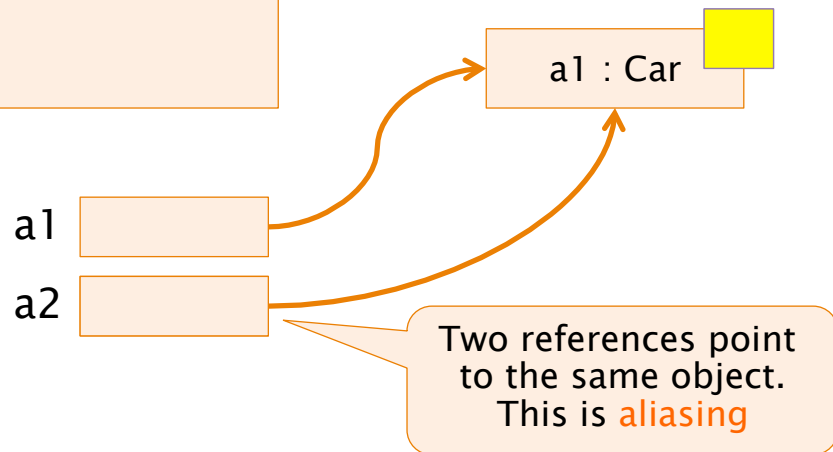 a1 : Car
a1
a2
Two references point
to the same object.
This is aliasing